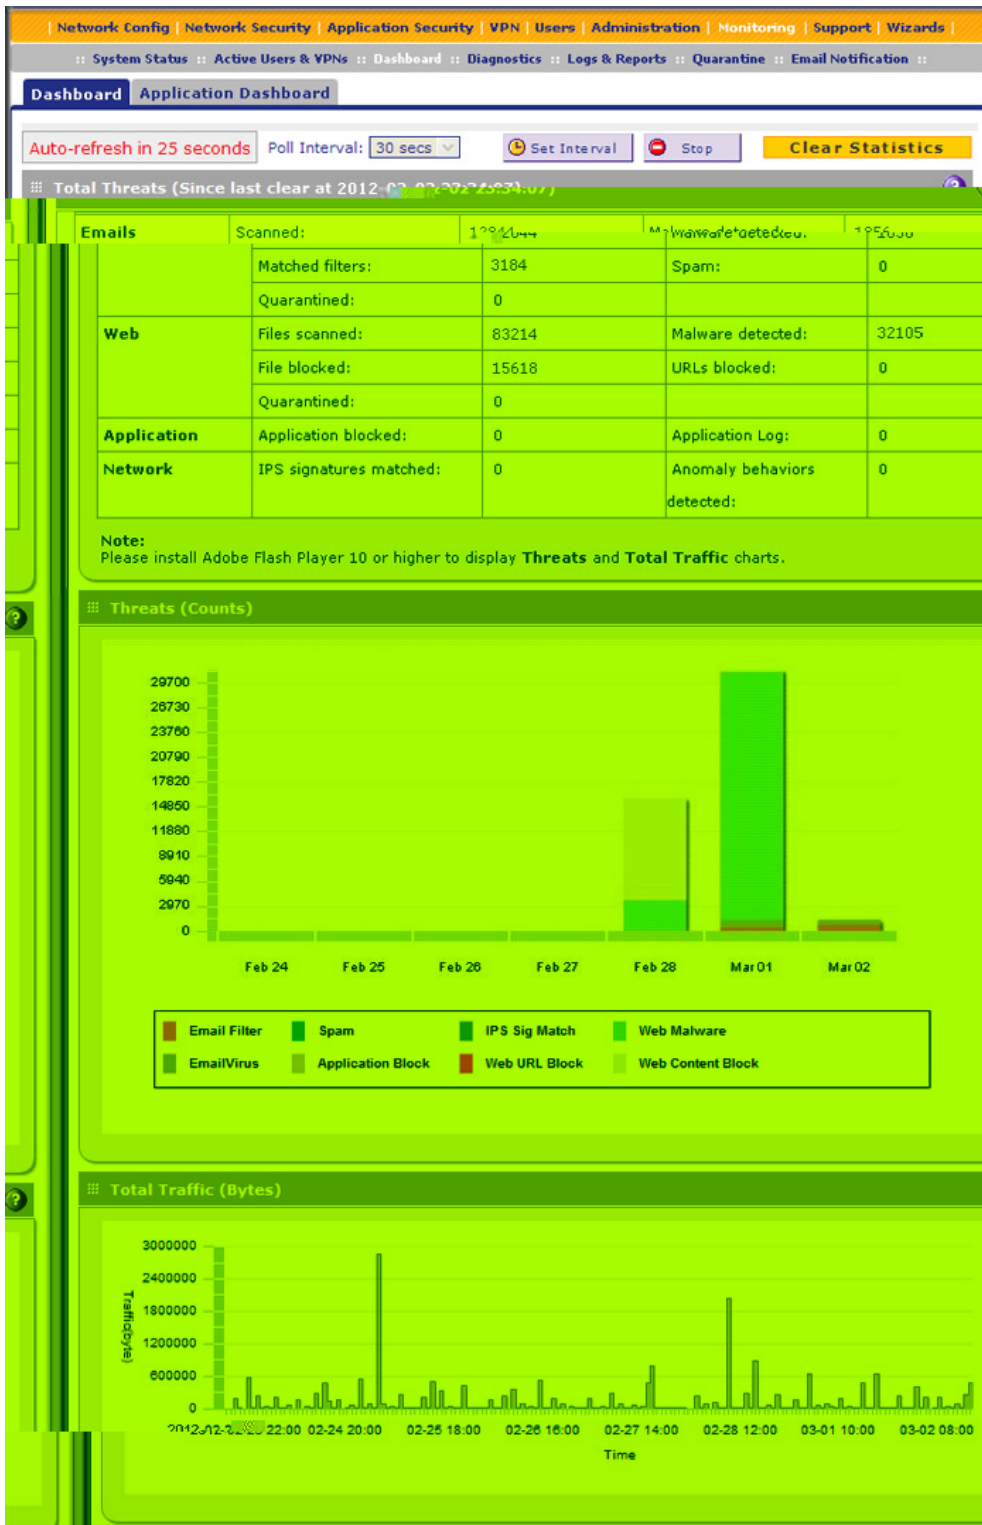 | Network Config | Network Security | Application Security | VPN | Users | Administration | Monitoring | Support | Wizards |
:: System Status :: Active Users & VPNs :: Dashboard :: Diagnostics :: Logs & Reports :: Quarantine :: Email Notification ::
Dashboard Application Dashboard
Auto-refresh in 25 seconds Poll Interval: 30 secs Set Interval Stop Clear Statistics
Total Threats (Since last clear at
Emails Scanned:
Matched filters: 3184 Spam: 0
Quarantined: 0
Web Files scanned: 83214 Malware detected: 32105
File blocked: 15618 URLs blocked: 0
Quarantined: 0
Application Application blocked: 0 Application Log: 0
Network IPS signatures matched: 0 Anomaly behaviors 0
detected:
Note:
Please install Adobe Flash Player 10 or higher to display Threats and Total Traffic charts.
Threats (Counts)
29700
26730
23760
20790
17820
14850
11880
8910
5940
2970
0
Feb 24 Feb 25 Feb 26 Feb 27 Feb 28 Mar 01 Mar 02
Email Filter Spam IPS Sig Match Web Malware
EmailVirus Application Block Web URL Block Web Content Block
Total Traffic (Bytes)
3000000
2400000
1800000
1200000
600000
0
Traffic(byte)
22:00 02-24 20:00 02-25 18:00 02-26 16:00 02-27 14:00 02-28 12:00 03-01 10:00 03-02 08:00
Time